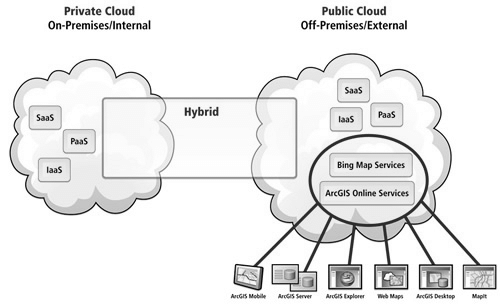 Private Cloud
On-Premises/Internal
Public Cloud
Off-Premises/External
Hybrid
SaaS
PaaS
IaaS
SaaS
IaaS
PaaS
Bing Map Services
ArcGIS Online Services
ArcGIS Mobile
ArcGIS Server
ArcGIS Explorer
Web Maps
ArcGIS Desktop
MapIt